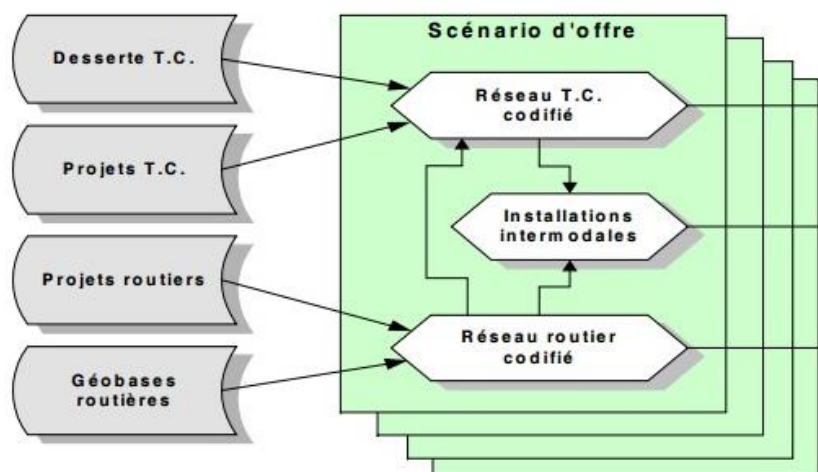 Scénario d'offre
Desserte T.C.
Réseau T.C.
codifié
Projets T.C.
Installations
intermodales
Projets routiers
Réseau routier
codifié
Géobases
routières